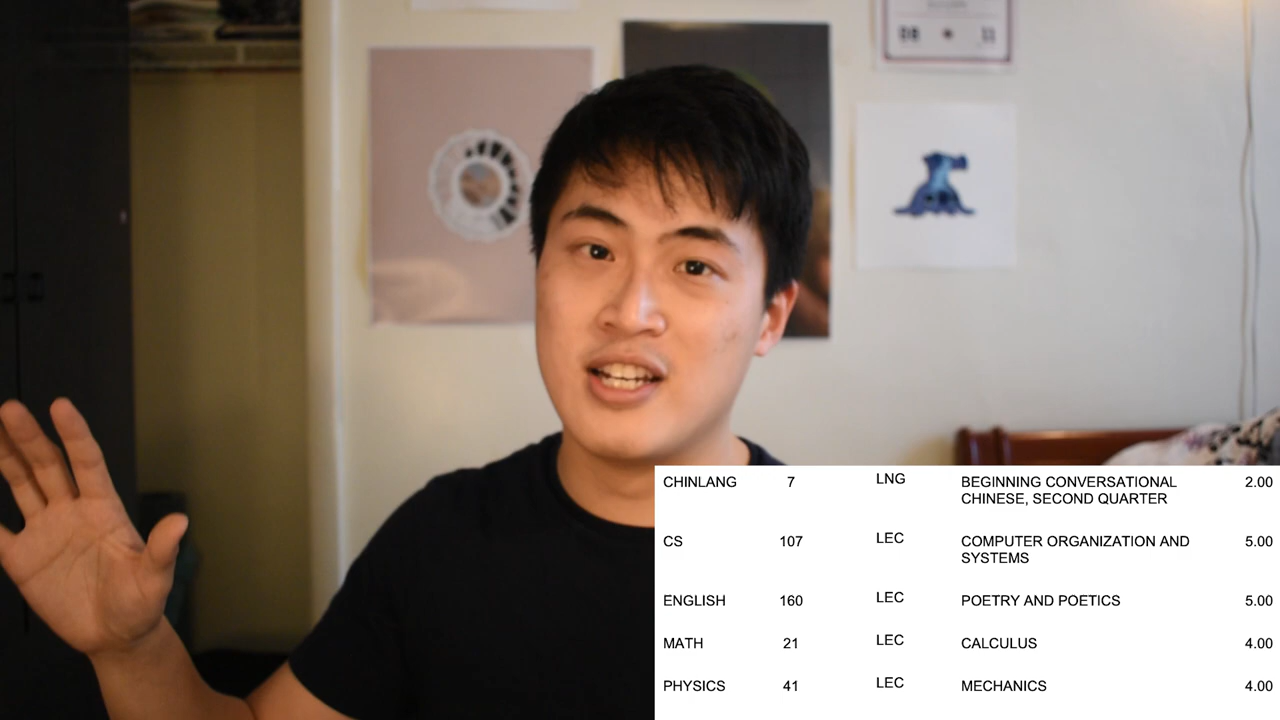 88 11
CHINLANG 7 LNG BEGINNING CONVERSATIONAL 2.00
CHINESE, SECOND QUARTER
CS 107 LEC COMPUTER ORGANIZATION AND 5.00
SYSTEMS
ENGLISH 160 LEC POETRY AND POETICS 5.00
MATH 21 LEC CALCULUS 4.00
PHYSICS 41 LEC MECHANICS 4.00